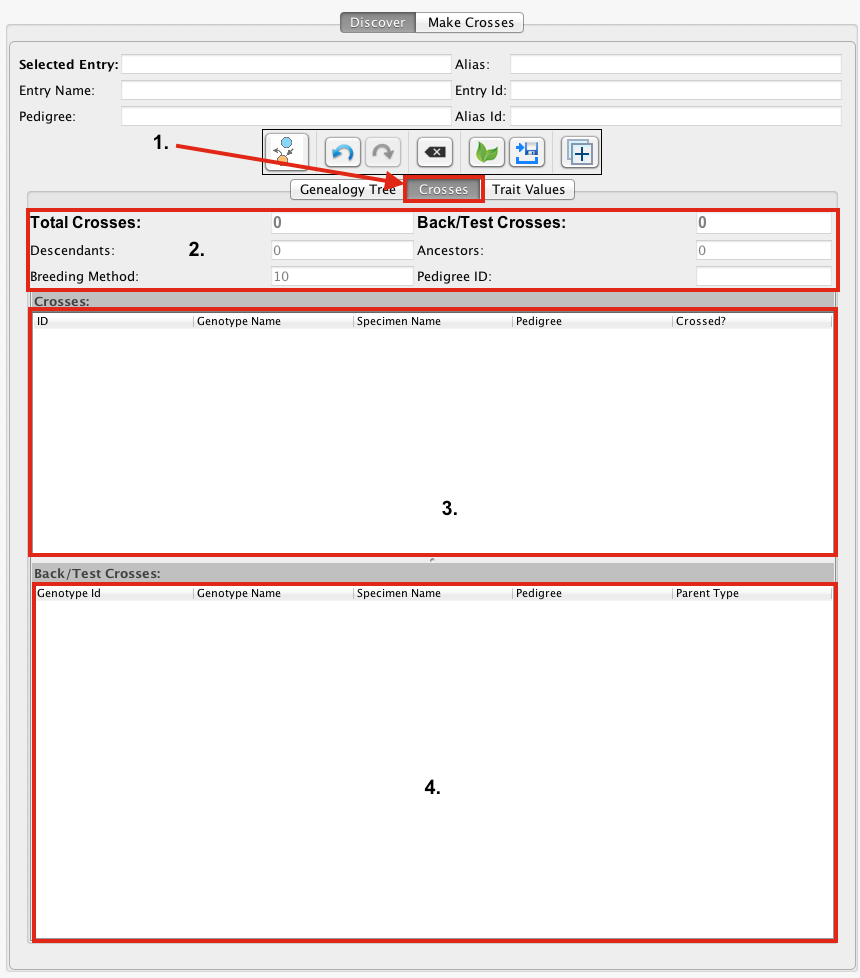 Discover Make Crosses
Selected Entry: Alias:
Entry Name: Entry Id:
Pedigree: Alias Id:
1.
Genealogy Tree Crosses Trait Values
Total Crosses: 0 Back/Test Crosses: 0
Descendants: 2. 0 Ancestors: 0
Breeding Method: 10 Pedigree ID:
Crosses:
ID Genotype Name Specimen Name Pedigree Crossed?
3.
Back/Test Crosses:
Genotype Id Genotype Name Specimen Name Pedigree Parent Type
4.